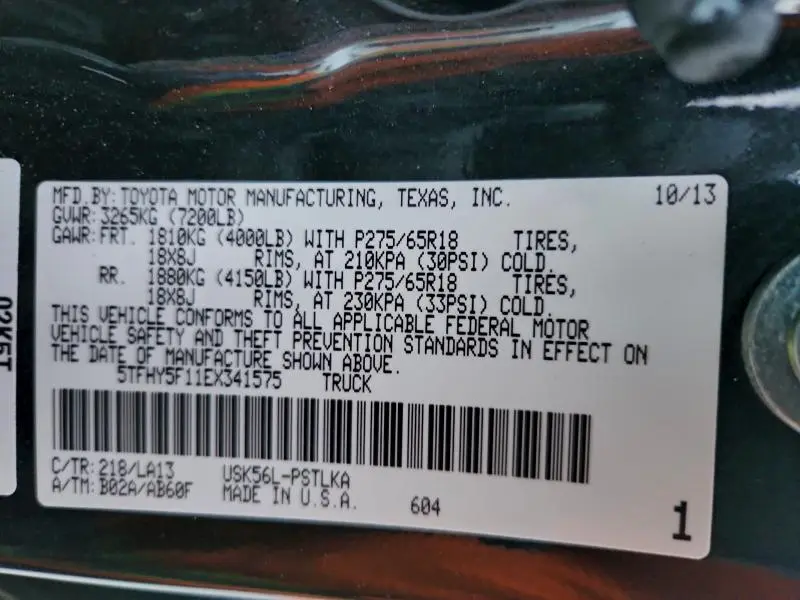 MFD.BY:TOYOTA MOTOR MANUFACTURING, TEXAS, INC. 10/13
GVWR:3265KG (7200LB)
GAWR:FRT. 1810KG (4000LB) WITH P275/65R18 TIRES,
18X8J RIMS, AT 210KPA (30PSI) COLD.
RR. 1880KG (4150LB) WITH P275/65R18 TIRES,
18X8J RIMS, AT 230KPA (33PSI) COLD.
THIS VEHICLE CONFORMS TO ALL APPLICABLE FEDERAL MOTOR
VEHICLE SAFETY AND THEFT PREVENTION STANDARDS IN EFFECT ON
THE DATE OF MANUFACTURE SHOWN ABOVE.
5TFHY5F11EX341575 TRUCK
C/TR:218/LA13 USK56L-PSTLKA
A/TM:B02A/AB60F MADE IN U.S.A. 604
1
02K5T